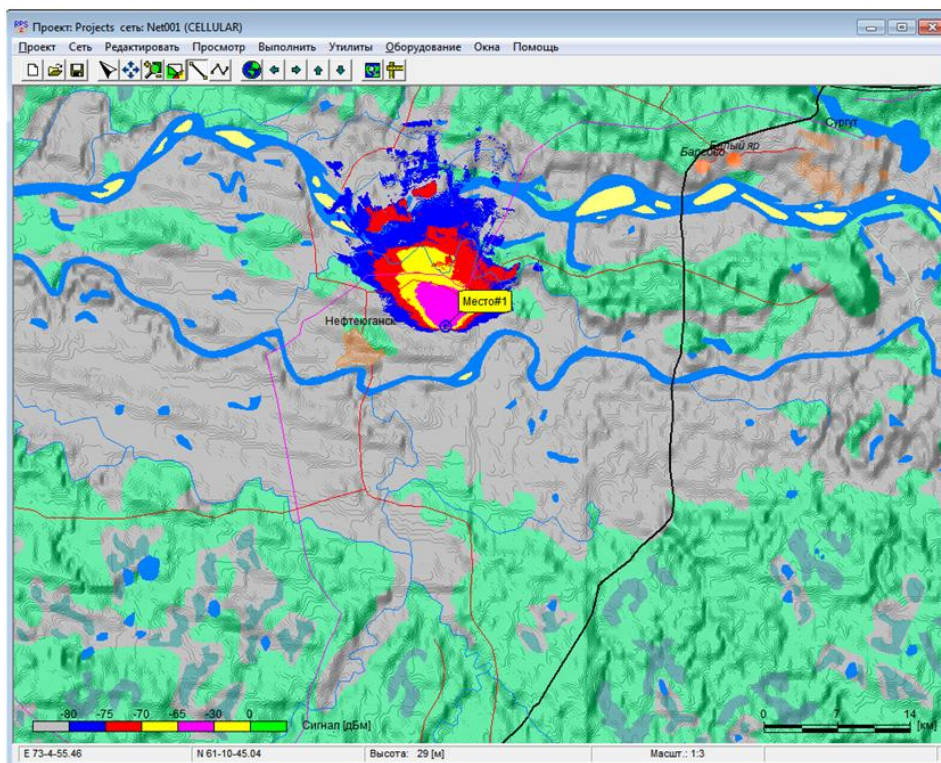 Проект: Projects сеть: Net001 (CELLULAR)
Проект Сеть Редактировать Просмотр Выполнить Утилиты Оборудование Окна Помощь
Сургут
Белый яр
Барсово
Место#1
Нефтеюганск
-80 -75 -70 -65 -30 0
Сигнал [дБм]
0 7 14
[км]
E 73-4-55.46 N 61-10-45.04 Высота: 29 [м] Масшт.: 1:3